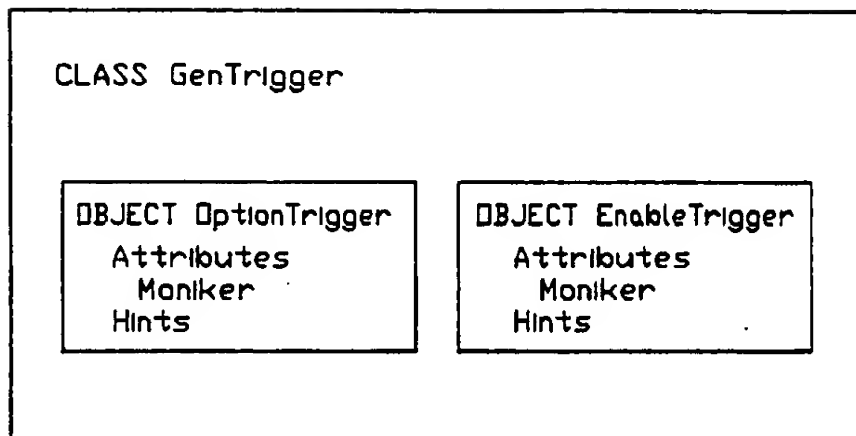 CLASS GenTrigger
OBJECT OptionTrigger
Attributes
Moniker
Hints
OBJECT EnableTrigger
Attributes
Moniker
Hints